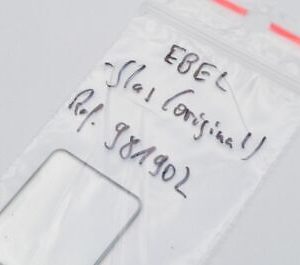 EBEL
Glas (original)
Ref. 981902